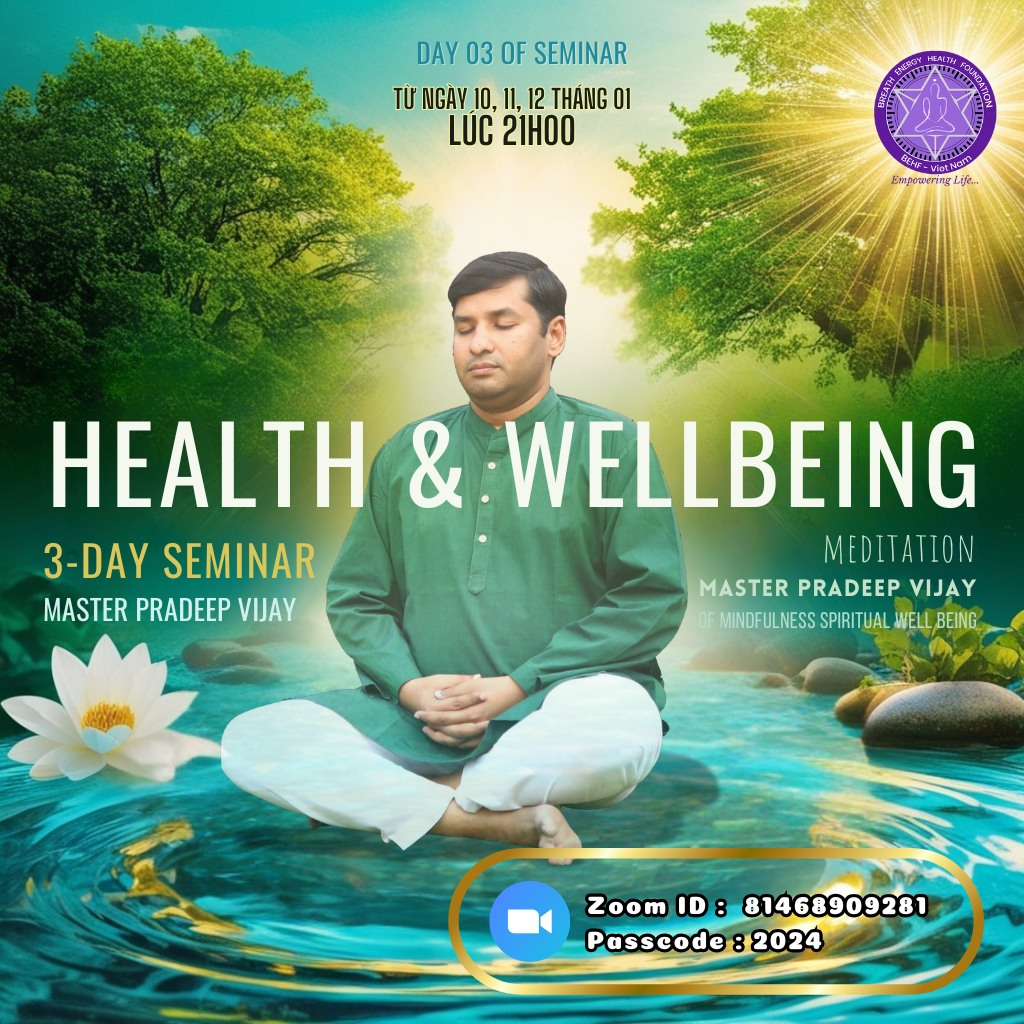 DAY 03 OF SEMINAR
TỪ NGÀY 10, 11, 12 THÁNG 01
LÚC 21H00
BREATH ENERGY HEALTH FOUNDATION
BEHF - Việt Nam
Empowering Life...
HEALTH & WELLBEING
3-DAY SEMINAR
MASTER PRADEEP VIJAY
MEDITATION
MASTER PRADEEP VIJAY
OF MINDFULNESS SPIRITUAL WELL BEING
Zoom ID : 81468909281
Passcode : 2024